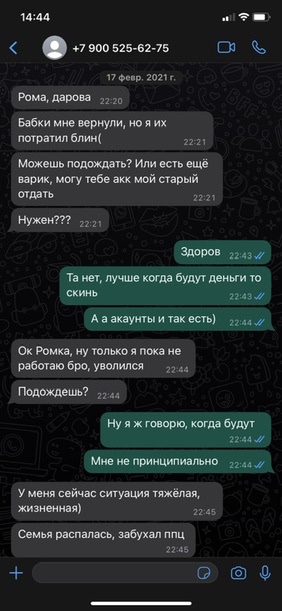 14:44
+7 900 525-62-75
17 февр. 2021 г.
Рома, дарова 22:20
Бабки мне вернули, но я их
потратил блин( 22:21
Можешь подождать? Или есть ещё
варик, могу тебе акк мой старый
отдать 22:21
Нужен??? 22:21
Здоров 22:43
Та нет, лучше когда будут деньги то
скинь 22:43
А а акаунты и так есть) 22:44
Ок Ромка, ну только я пока не
работаю бро, уволился 22:44
Подождешь? 22:44
Ну я ж говорю, когда будут
22:44
Мне не принципиально 22:44
У меня сейчас ситуация тяжёлая,
жизненная) 22:45
Семья распалась, забухал ппц
22:45